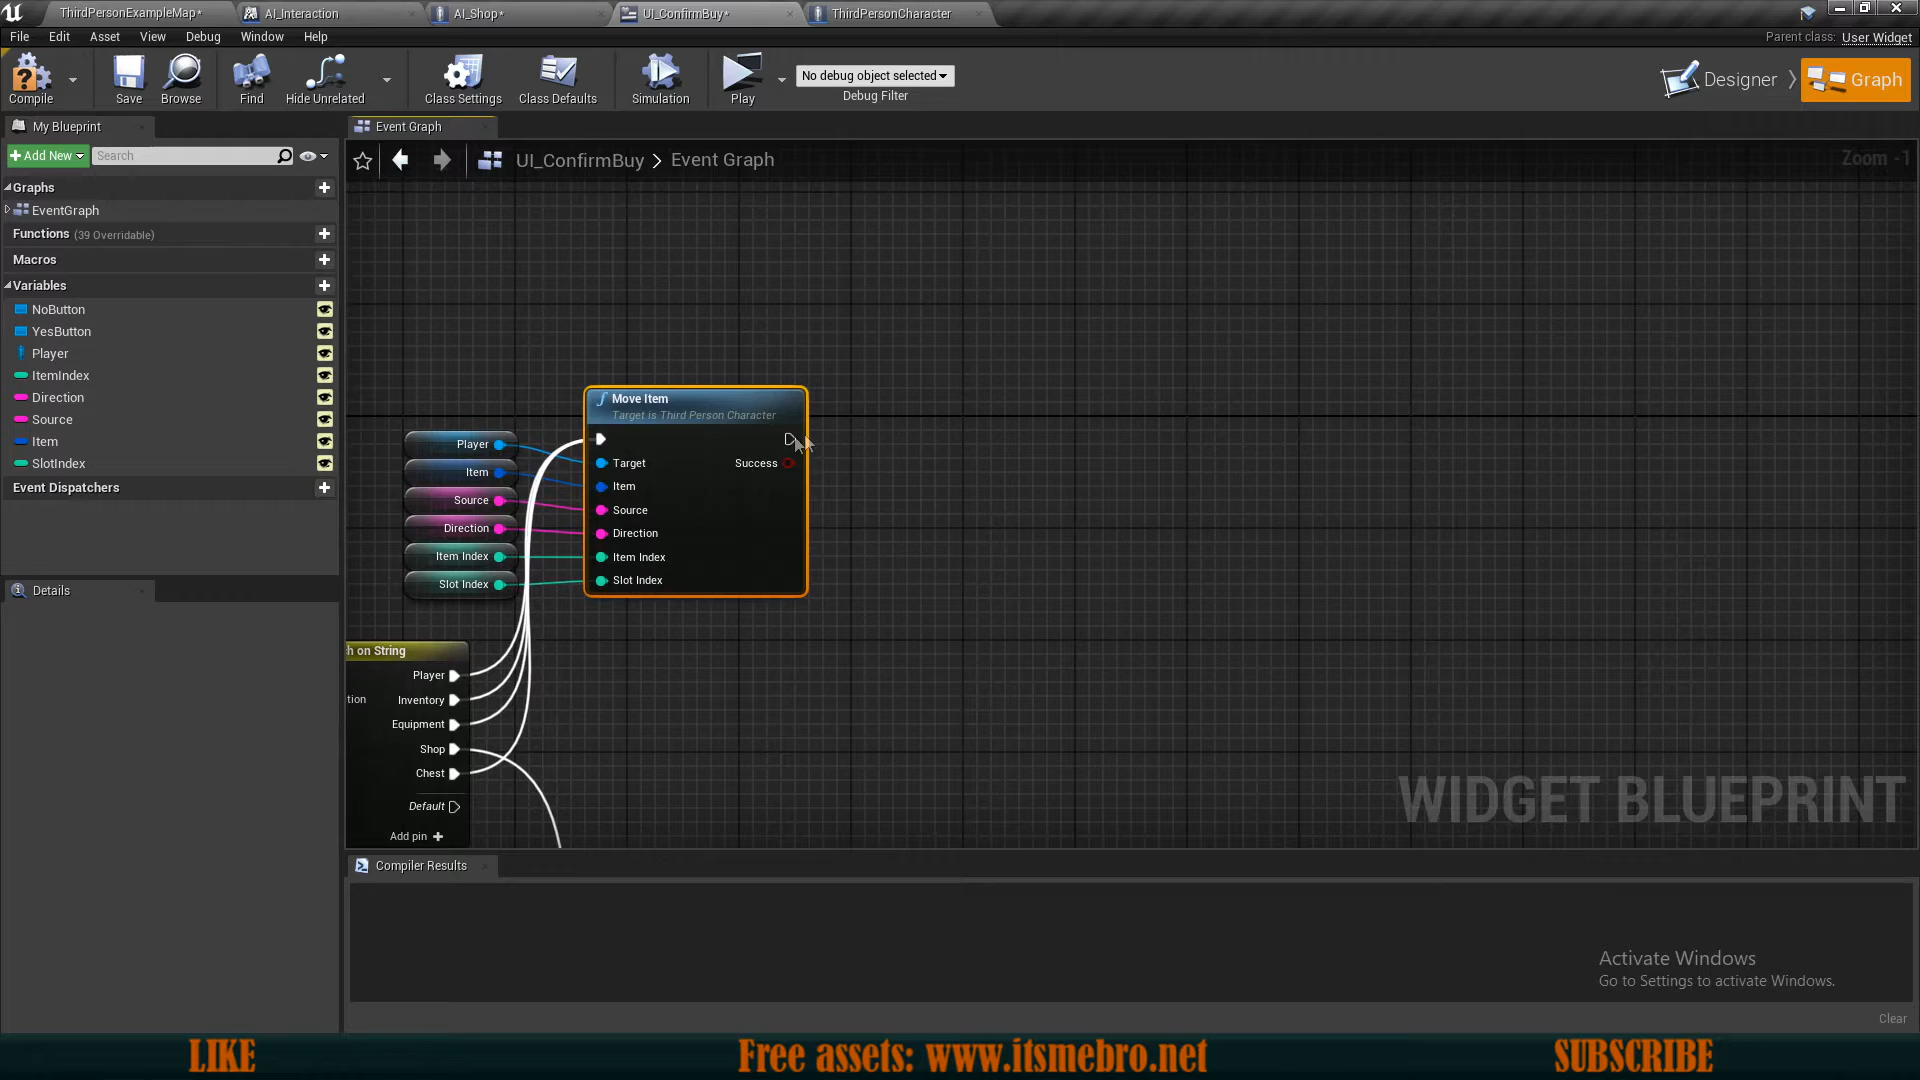 ThirdPersonExampleMap*
AI_Interaction
AI_Shop*
UI_ConfirmBuy*
ThirdPersonCharacter
File Edit Asset View Debug Window Help
Parent class: User Widget
Compile
Save
Browse
Find
Hide Unrelated
Class Settings
Class Defaults
Simulation
Play
No debug object selected
Debug Filter
Designer
Graph
My Blueprint
Event Graph
Add New
Search
UI_ConfirmBuy > Event Graph
Zoom -1
Graphs
EventGraph
Functions (39 Overridable)
Macros
Variables
NoButton
YesButton
Player
ItemIndex
Direction
Source
Item
SlotIndex
Event Dispatchers
Details
Move Item
Target is Third Person Character
Player
Item
Source
Direction
Item Index
Slot Index
Target
Success
Item
Source
Direction
Item Index
Slot Index
h on String
Player
tion
Inventory
Equipment
Shop
Chest
Default
Add pin
WIDGET BLUEPRINT
Compiler Results
Activate Windows
Go to Settings to activate Windows.
Clear
LIKE
Free assets: www.itsmebro.net
SUBSCRIBE